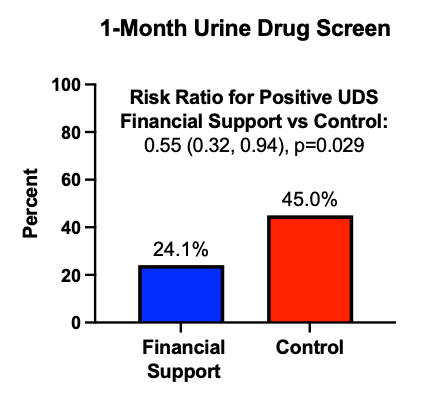 1-Month Urine Drug Screen
Risk Ratio for Positive UDS
Financial Support vs Control:
0.55 (0.32, 0.94), p=0.029
Percent
100
80
60
40
20
0
24.1%
45.0%
Financial
Support
Control